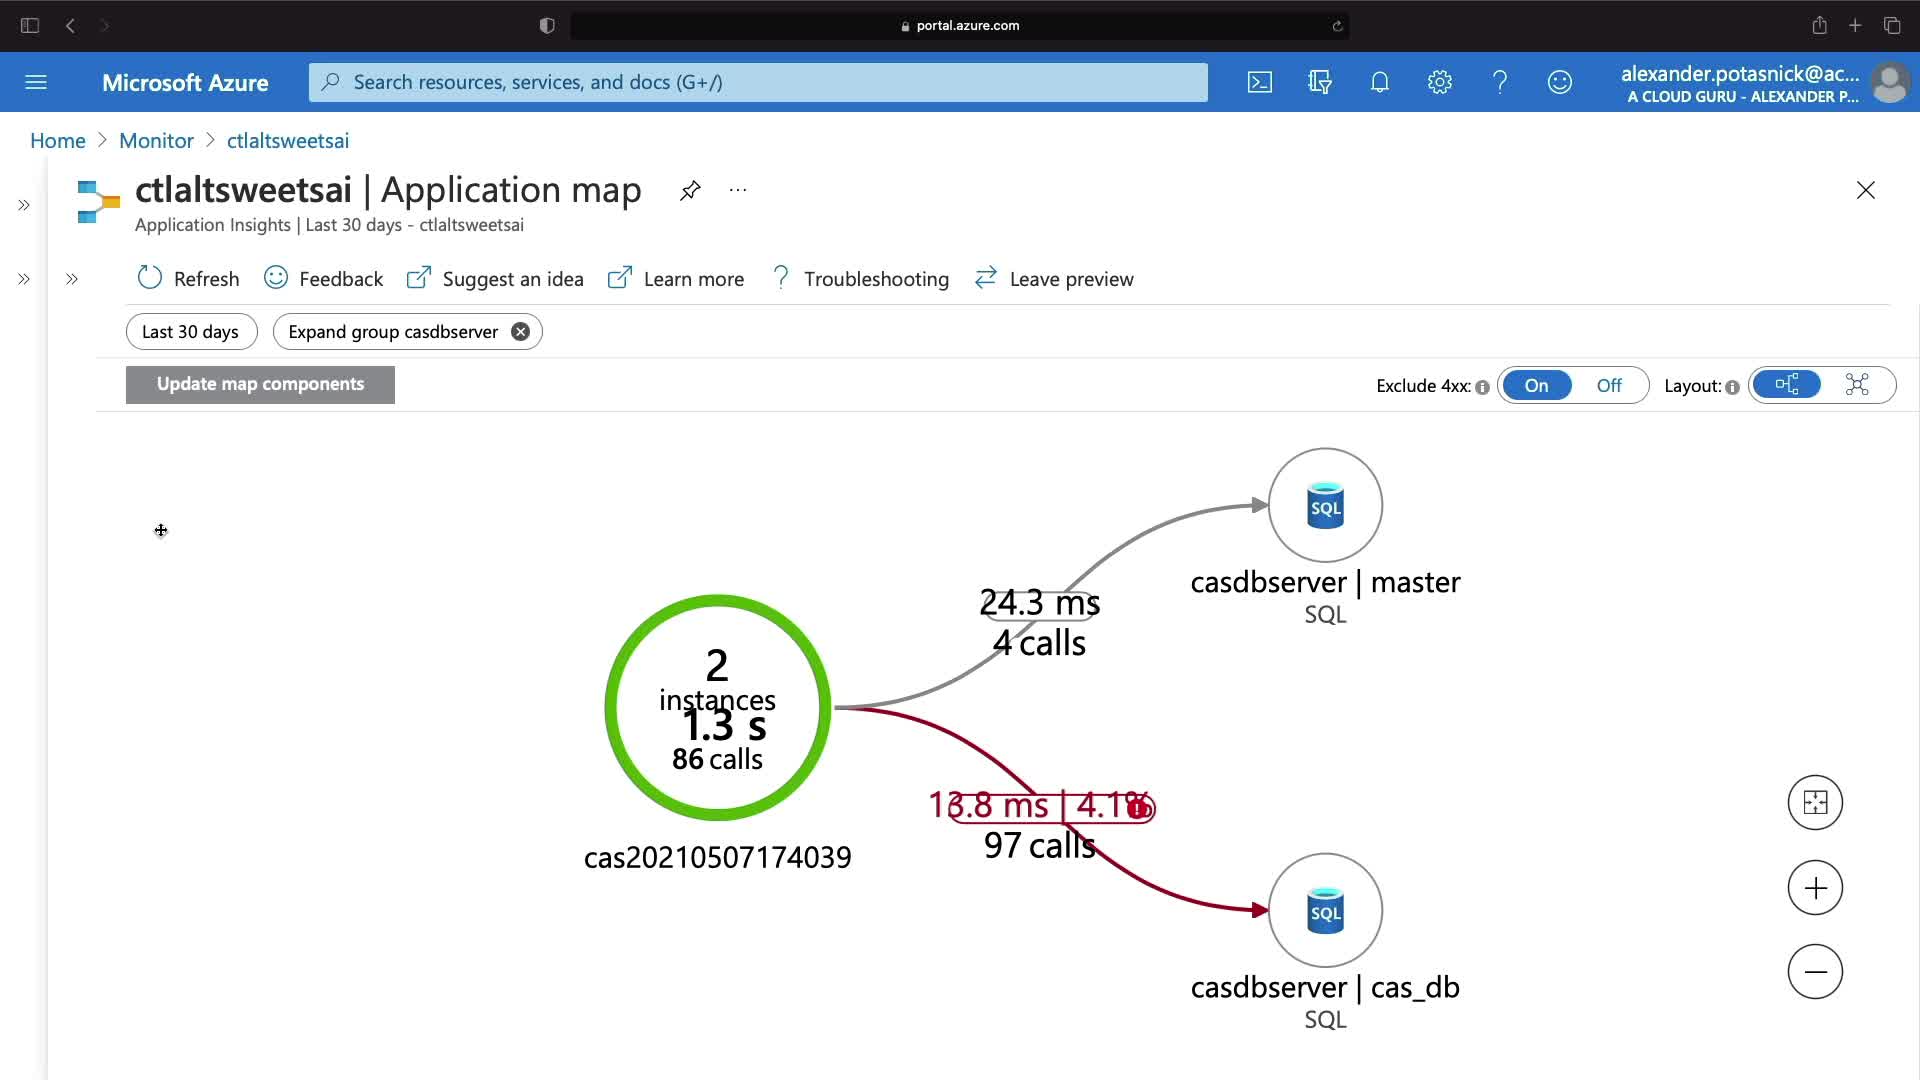 portal.azure.com
Microsoft Azure
Search resources, services, and docs (G+/)
alexander.potasnick@ac...
A CLOUD GURU - ALEXANDER P...
Home > Monitor > ctlaltsweetsai
ctlaltsweetsai | Application map
Application Insights | Last 30 days - ctlaltsweetsai
Refresh Feedback Suggest an idea Learn more Troubleshooting Leave preview
Last 30 days Expand group casdbserver
Update map components
Exclude 4xx: On Off Layout:
SQL
casdbserver | master
SQL
24.3 ms
4 calls
2
instances
1.3 s
86 calls
cas20210507174039
13.8 ms | 4.1%
97 calls
SQL
casdbserver | cas_db
SQL